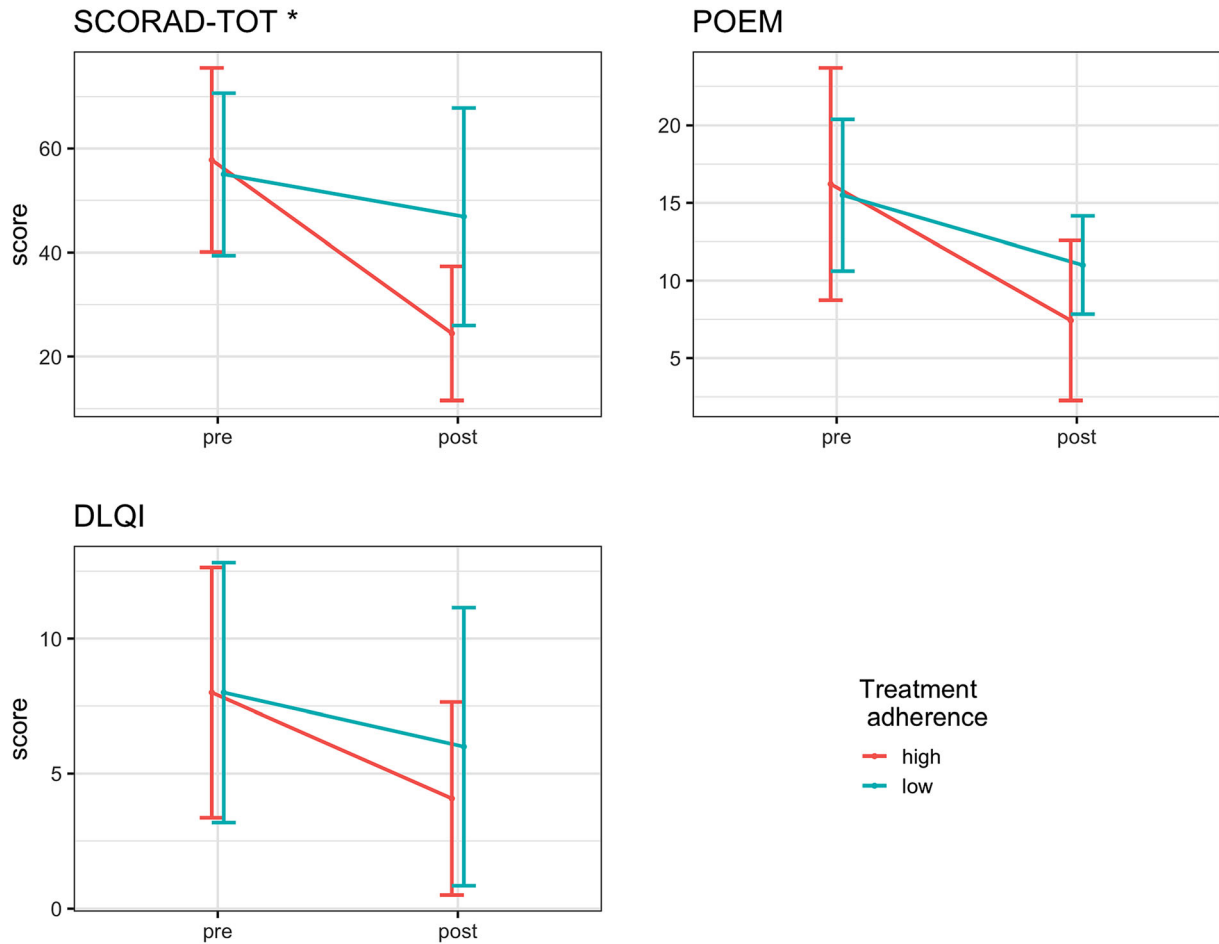 SCORAD-TOT *
score
60
40
20
pre
post
POEM
20
15
10
5
pre
post
DLQI
score
10
5
0
pre
post
Treatment
adherence
high
low